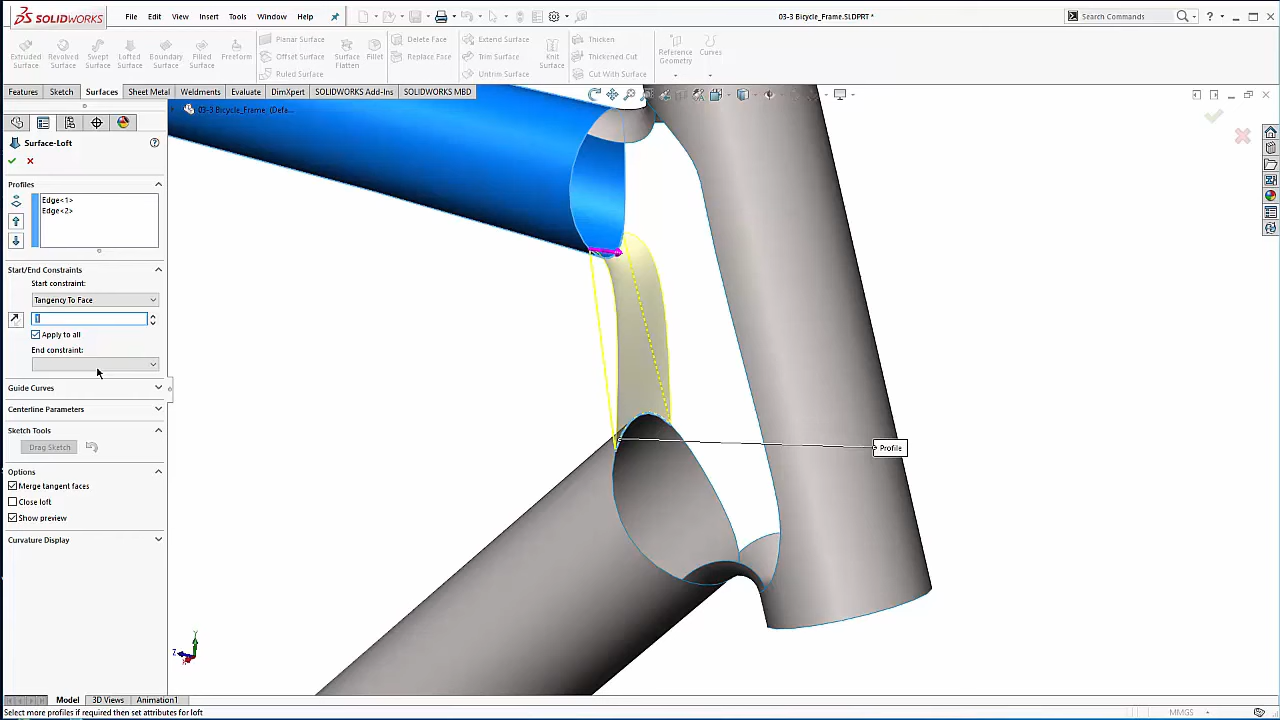 SOLIDWORKS File Edit View Insert Tools Window Help 03-3 Bicycle_Frame.SLDPRT * Search Commands
Extruded Surface
Revolved Surface
Swept Surface
Lofted Surface
Boundary Surface
Filled Surface
Freeform
Planar Surface
Offset Surface
Ruled Surface
Surface Flatten
Fillet
Delete Face
Replace Face
Extend Surface
Trim Surface
Untrim Surface
Knit Surface
Thicken
Thickened Cut
Cut With Surface
Reference Geometry
Curves
Features Sketch Surfaces Sheet Metal Weldments Evaluate DimXpert SOLIDWORKS Add-Ins SOLIDWORKS MBD
03-3 Bicycle_Frame (Defa...
Surface-Loft
Profiles
Edge<1>
Edge<2>
Start/End Constraints
Start constraint:
Tangency To Face
1
Apply to all
End constraint:
Guide Curves
Centerline Parameters
Sketch Tools
Drag Sketch
Options
Merge tangent faces
Close loft
Show preview
Curvature Display
Profile
Y
Z
Model 3D Views Animation1
Select more profiles if required then set attributes for loft
MMGS